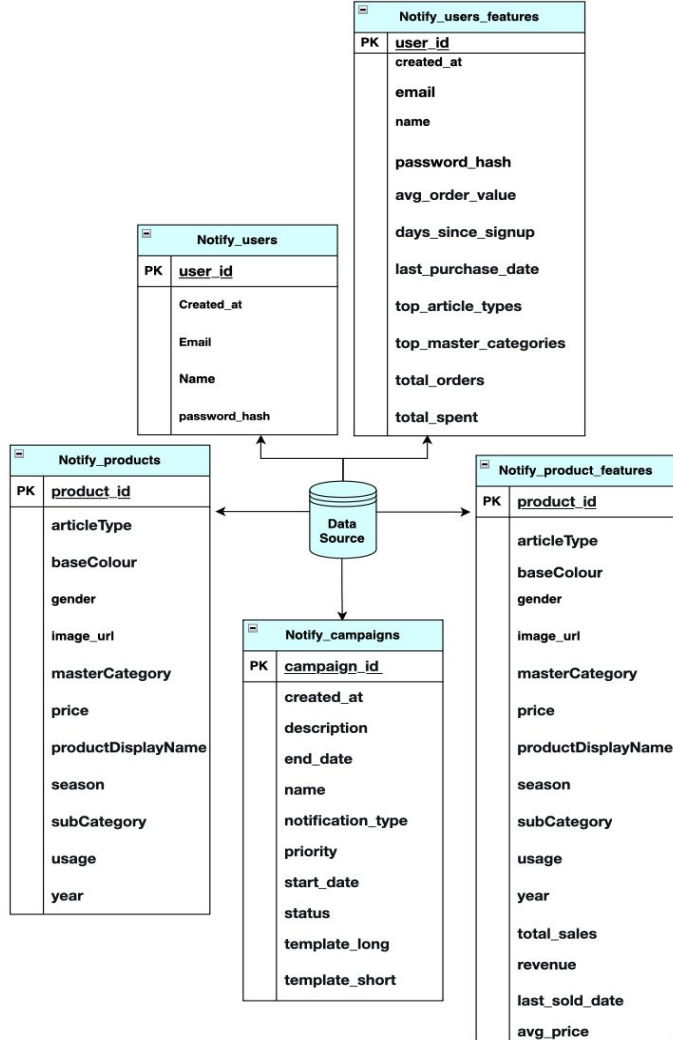 Notify_users_features
PK user_id
created_at
email
name
password_hash
avg_order_value
days_since_signup
last_purchase_date
top_article_types
top_master_categories
total_orders
total_spent
Notify_users
PK user_id
Created_at
Email
Name
password_hash
Data
Source
Notify_products
PK product_id
articleType
baseColour
gender
image_url
masterCategory
price
productDisplayName
season
subCategory
usage
year
Notify_campaigns
PK campaign_id
created_at
description
end_date
name
notification_type
priority
start_date
status
template_long
template_short
Notify_product_features
PK product_id
articleType
baseColour
gender
image_url
masterCategory
price
productDisplayName
season
subCategory
usage
year
total_sales
revenue
last_sold_date
avg_price